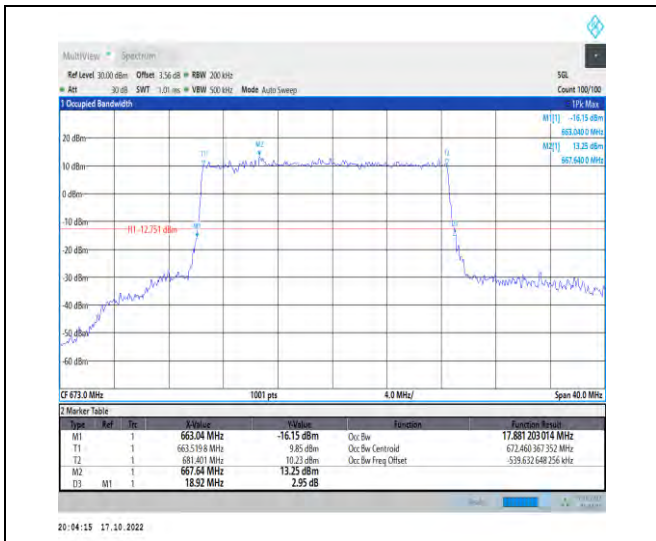 MultiView Spectrum
Ref Level 30.00 dBm Offset 3.56 dB RBW 200 kHz SGL
Att 30 dB SWT 1.01 ms VBW 500 kHz Mode Auto Sweep Count 100/100
1 Occupied Bandwidth 1Pk Max
M1[1] -16.15 dBm
663.040 0 MHz
M2[1] 13.25 dBm
667.640 0 MHz
20 dBm
M2
T1
T2
10 dBm
0 dBm
-10 dBm
H1 -12.751 dBm
M1
-20 dBm
-30 dBm
-40 dBm
-50 dBm
-60 dBm
CF 673.0 MHz 1001 pts 4.0 MHz/ Span 40.0 MHz
2 Marker Table
Type Ref Trc X-Value Y-Value Function Function Result
M1 1 663.04 MHz -16.15 dBm Occ Bw 17.881 203 014 MHz
T1 1 663.519 8 MHz 9.85 dBm Occ Bw Centroid 672.460 367 352 MHz
T2 1 681.401 MHz 10.23 dBm Occ Bw Freq Offset -539.632 648 256 kHz
M2 1 667.64 MHz 13.25 dBm
D3 M1 1 18.92 MHz 2.95 dB
20:04:15 17.10.2022